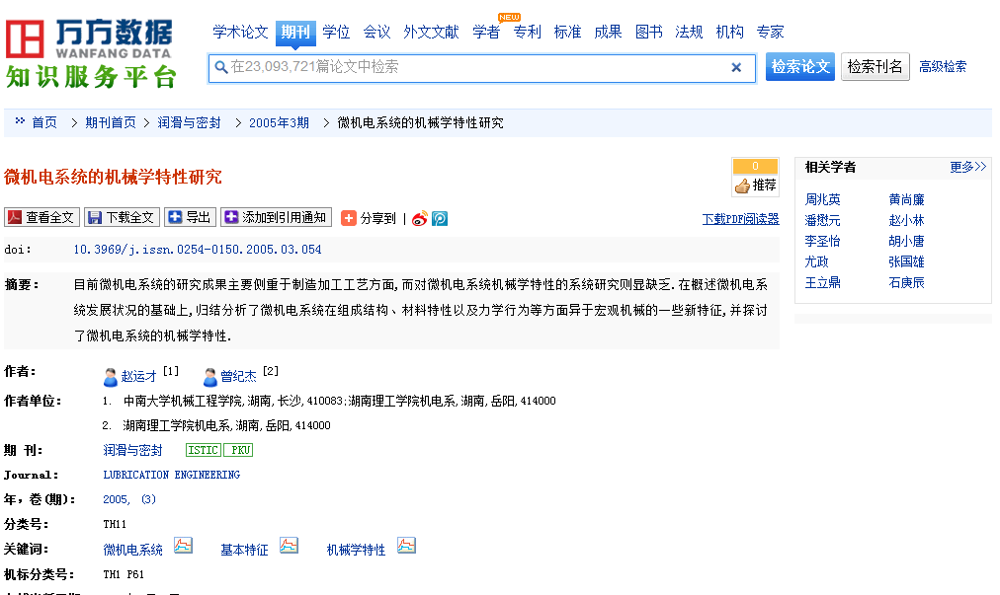 万方数据
WANFANG DATA
知识服务平台
学术论文 期刊 学位 会议 外文文献 学者 NEW 专利 标准 成果 图书 法规 机构 专家
在23,093,721篇论文中检索
检索论文 检索刊名 高级检索
首页 > 期刊首页 > 润滑与密封 > 2005年3期 > 微机电系统的机械学特性研究
微机电系统的机械学特性研究
0
推荐
查看全文 下载全文 导出 添加到引用通知 分享到 |
下载PDF阅读器
doi: 10.3969/j.issn.0254-0150.2005.03.054
摘要: 目前微机电系统的研究成果主要侧重于制造加工工艺方面,而对微机电系统机械学特性的系统研究则显缺乏.在概述微机电系
统发展状况的基础上,归结分析了微机电系统在组成结构、材料特性以及力学行为等方面异于宏观机械的一些新特征,并探讨
了微机电系统的机械学特性.
作者: 赵运才 [1] 曾纪杰 [2]
作者单位: 1. 中南大学机械工程学院,湖南,长沙,410083;湖南理工学院机电系,湖南,岳阳,414000
2. 湖南理工学院机电系,湖南,岳阳,414000
期 刊: 润滑与密封 ISTIC PKU
Journal: LUBRICATION ENGINEERING
年,卷(期): 2005, (3)
分类号: TH11
关键词: 微机电系统 基本特征 机械学特性
机标分类号: TH1 P61
相关学者 更多>>
周兆英 黄尚廉
潘懋元 赵小林
李圣怡 胡小唐
尤政 张国雄
王立鼎 石庚辰